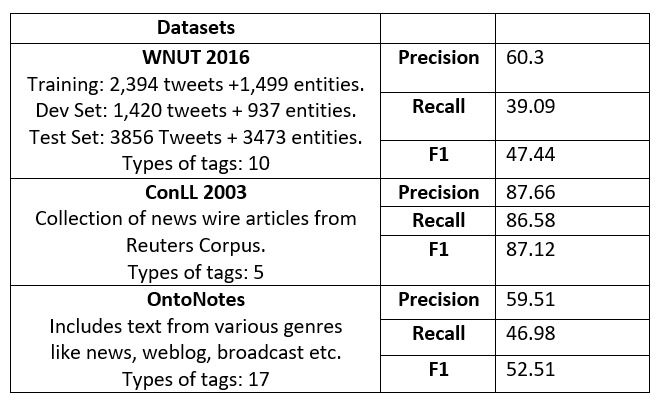 Datasets
WNUT 2016
Training: 2,394 tweets +1,499 entities.
Dev Set: 1,420 tweets + 937 entities.
Test Set: 3856 Tweets + 3473 entities.
Types of tags: 10
Precision 60.3
Recall 39.09
F1 47.44
ConLL 2003
Collection of news wire articles from
Reuters Corpus.
Types of tags: 5
Precision 87.66
Recall 86.58
F1 87.12
OntoNotes
Includes text from various genres
like news, weblog, broadcast etc.
Types of tags: 17
Precision 59.51
Recall 46.98
F1 52.51